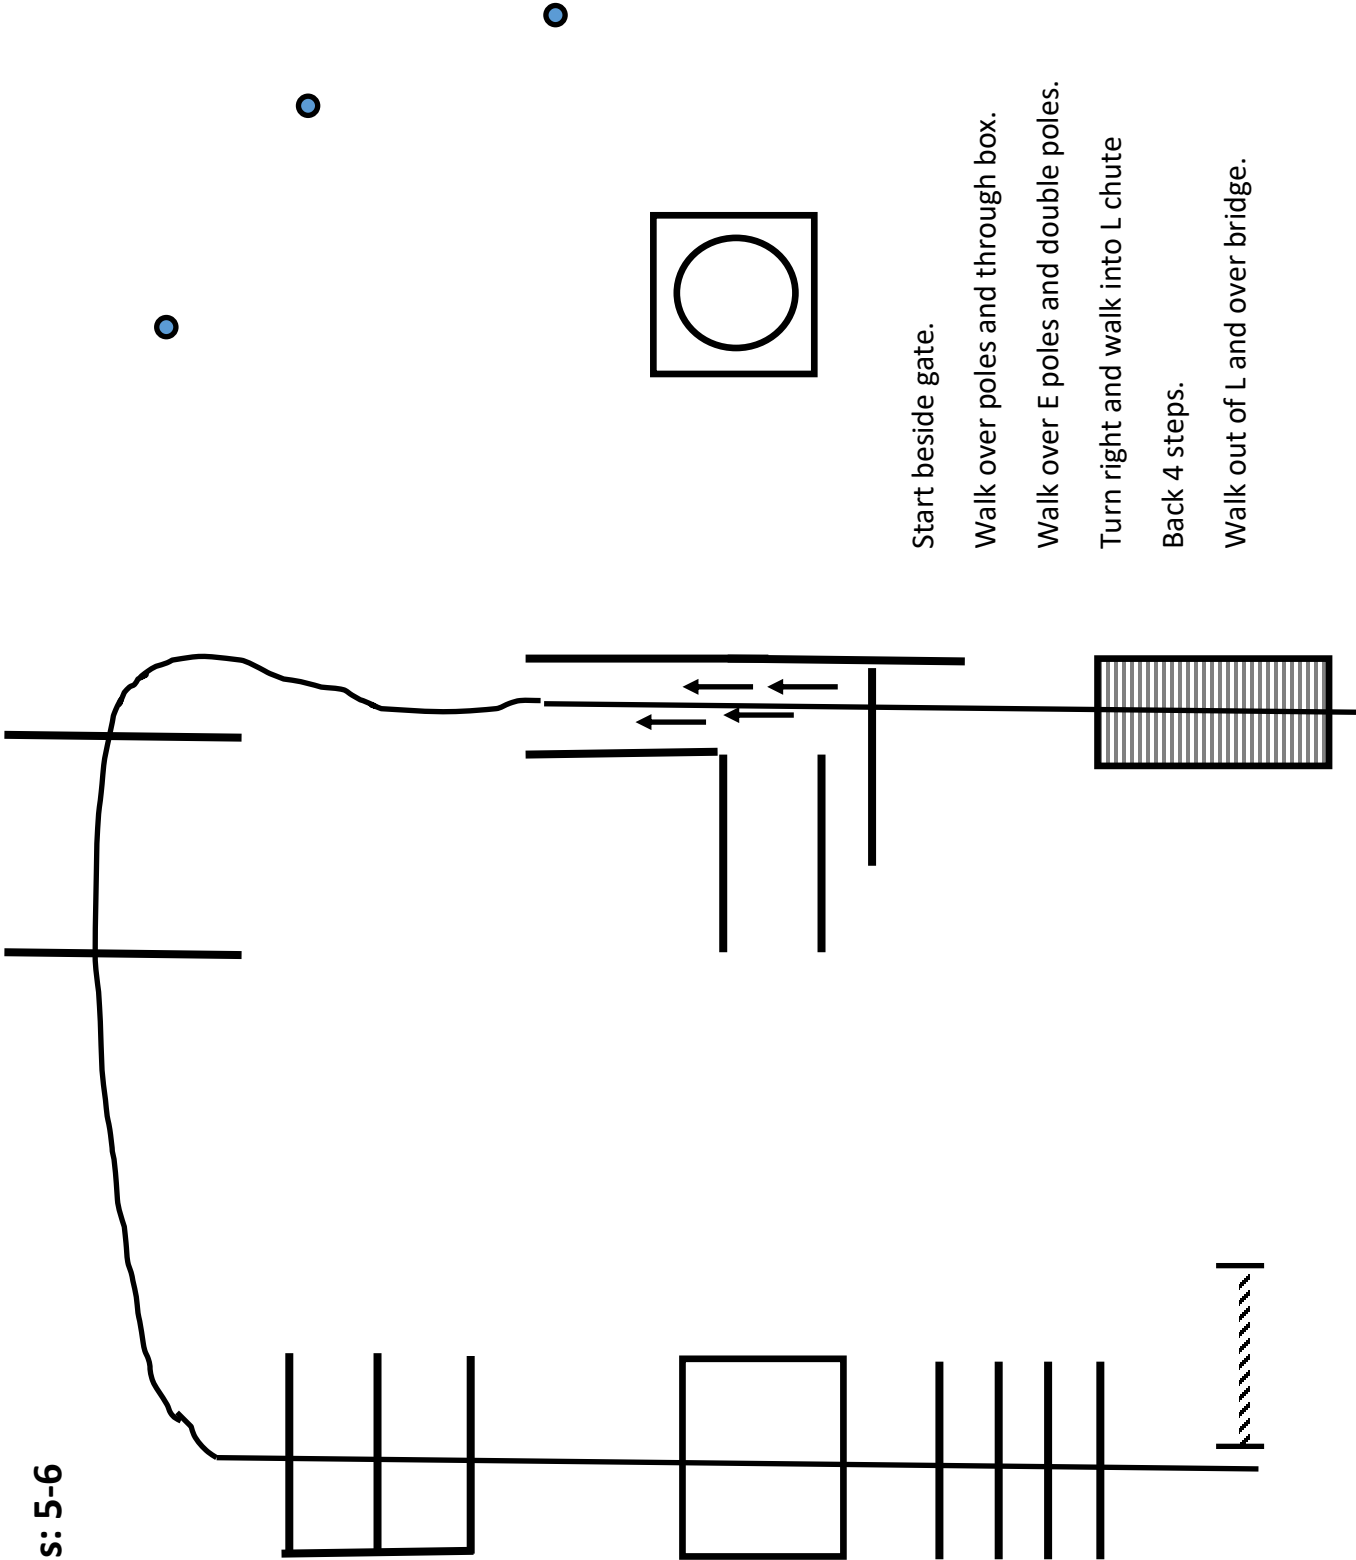 s: 5-6
Start beside gate.
Walk over poles and through box.
Walk over E poles and double poles.
Turn right and walk into L chute
Back 4 steps.
Walk out of L and over bridge.